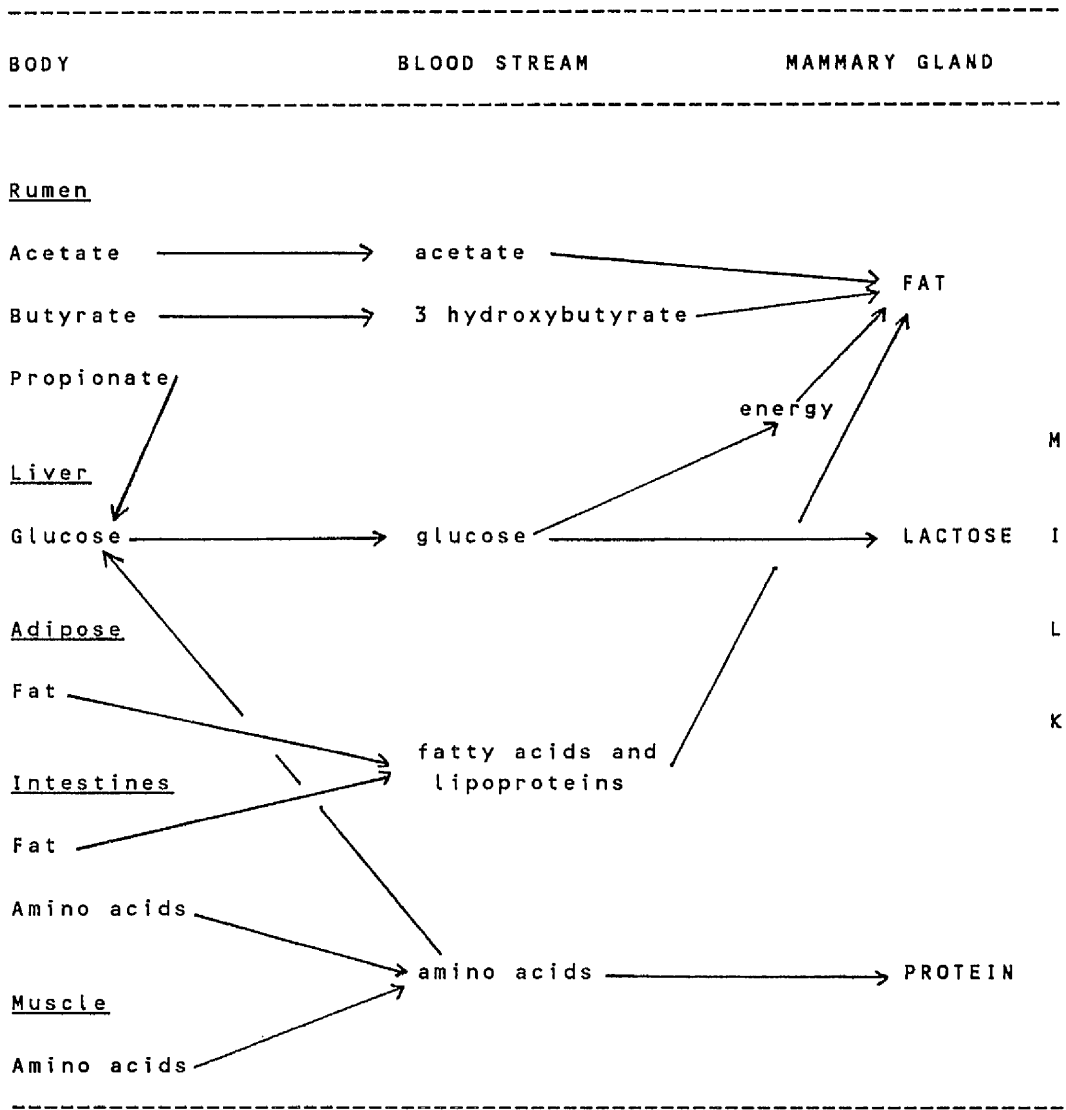 BODY BLOOD STREAM MAMMARY GLAND
Rumen
Acetate acetate
FAT
Butyrate 3 hydroxybutyrate
Propionate
energy
M
Liver
Glucose glucose LACTOSE I
Adipose L
Fat
K
fatty acids and
Intestines lipoproteins
Fat
Amino acids
amino acids PROTEIN
Muscle
Amino acids